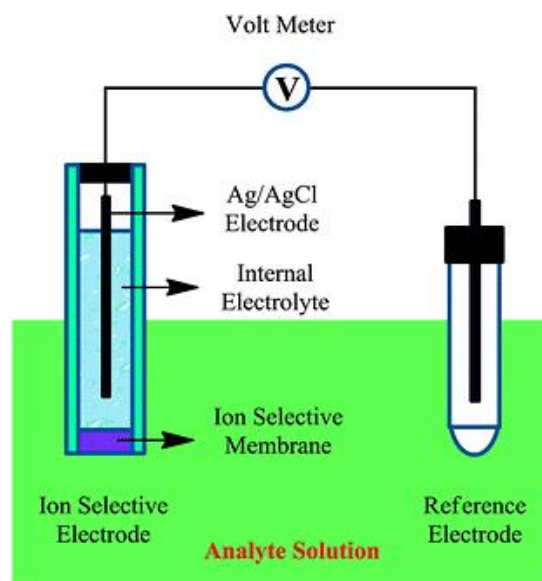 Volt Meter
V
Ag/AgCl
Electrode
Internal
Electrolyte
Ion Selective
Membrane
Ion Selective
Electrode
Reference
Electrode
Analyte Solution